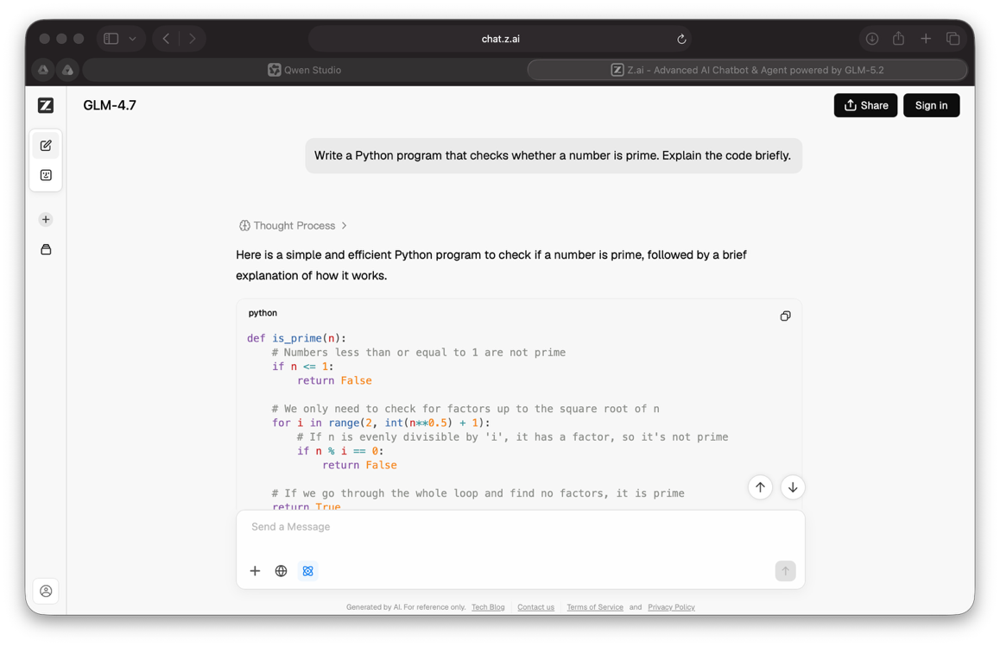 chat.z.ai
Qwen Studio
Z.ai - Advanced AI Chatbot & Agent powered by GLM-5.2
GLM-4.7
Share
Sign in
Write a Python program that checks whether a number is prime. Explain the code briefly.
Thought Process
Here is a simple and efficient Python program to check if a number is prime, followed by a brief
explanation of how it works.
python
def is_prime(n):
    # Numbers less than or equal to 1 are not prime
    if n <= 1:
        return False
    # We only need to check for factors up to the square root of n
    for i in range(2, int(n**0.5) + 1):
        # If n is evenly divisible by 'i', it has a factor, so it's not prime
        if n % i == 0:
            return False
    # If we go through the whole loop and find no factors, it is prime
    return True
Send a Message
Generated by AI. For reference only. Tech Blog Contact us Terms of Service and Privacy Policy